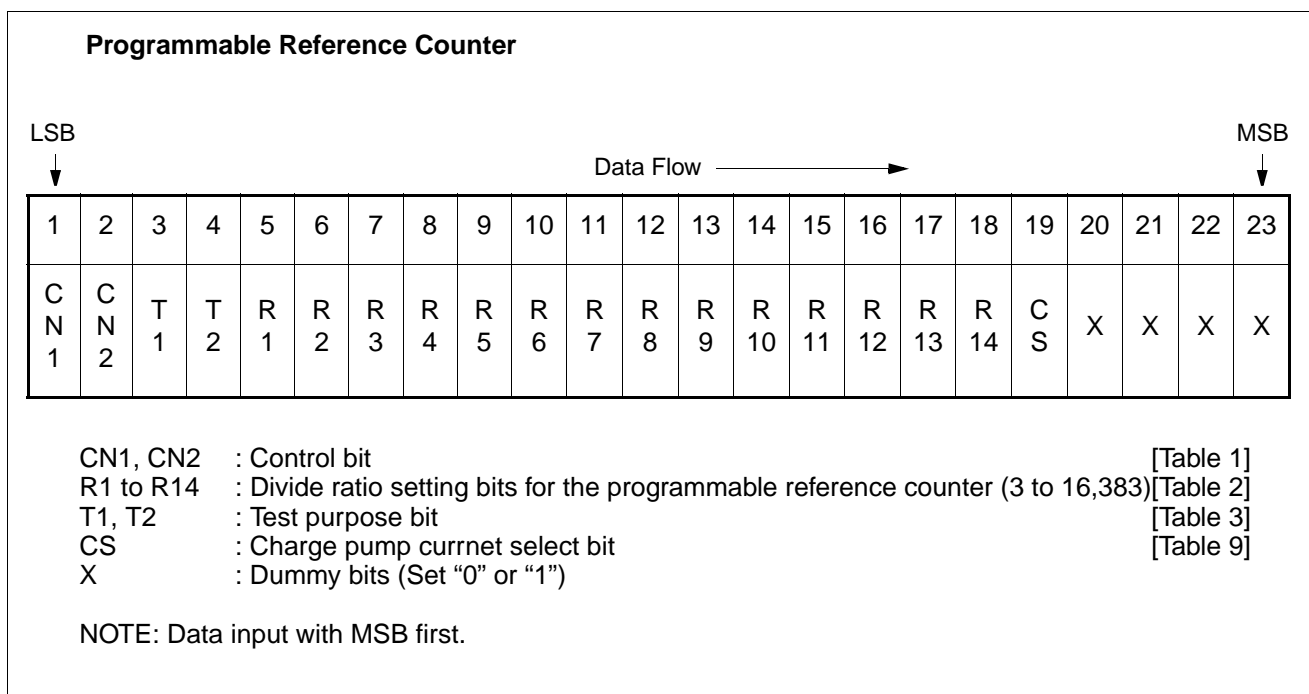 Programmable Reference Counter
LSB MSB
Data Flow
1 2 3 4 5 6 7 8 9 10 11 12 13 14 15 16 17 18 19 20 21 22 23
CN1 CN2 T1 T2 R1 R2 R3 R4 R5 R6 R7 R8 R9 R10 R11 R12 R13 R14 CS X X X X
CN1, CN2 : Control bit [Table 1]
R1 to R14 : Divide ratio setting bits for the programmable reference counter (3 to 16,383)[Table 2]
T1, T2 : Test purpose bit [Table 3]
CS : Charge pump currnet select bit [Table 9]
X : Dummy bits (Set “0” or “1”)
NOTE: Data input with MSB first.